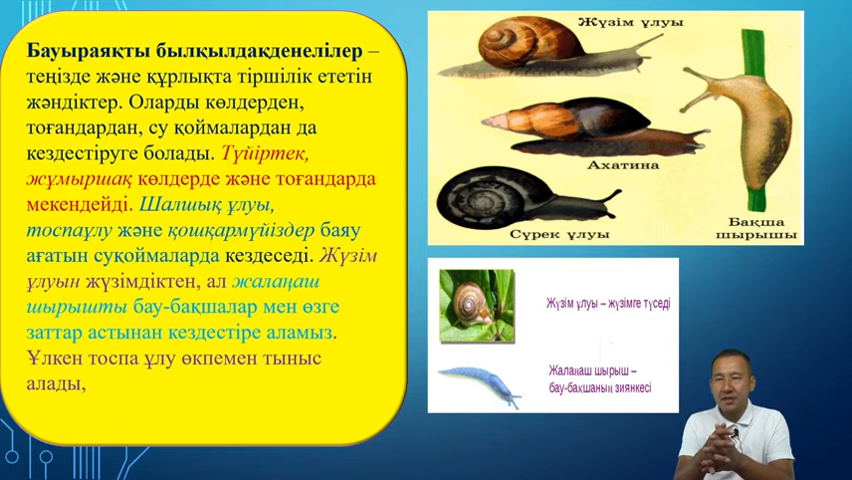 Бауыраяқты былқылдақденелілер –
теңізде және құрлықта тіршілік ететін
жәндіктер. Оларды көлдерден,
тоғандардан, су қоймалардан да
кездестіруге болады. Түйіртек,
жұмыршақ көлдерде және тоғандарда
мекендейді. Шалшық ұлуы,
тоспаұлу және қошқармүйіздер баяу
ағатын суқоймаларда кездеседі. Жүзім
ұлуын жүзімдіктен, ал жалаңаш
шырышты бау-бақшалар мен өзге
заттар астынан кездестіре аламыз.
Ұлкен тоспа ұлу өкпемен тыныс
алады,
Жүзім ұлуы
Ахатина
Сүрек ұлуы
Бақша
шырышы
Жүзім ұлуы – жүзімге түседі
Жалаңаш шырыш –
бау-бақшаның зиянкесі